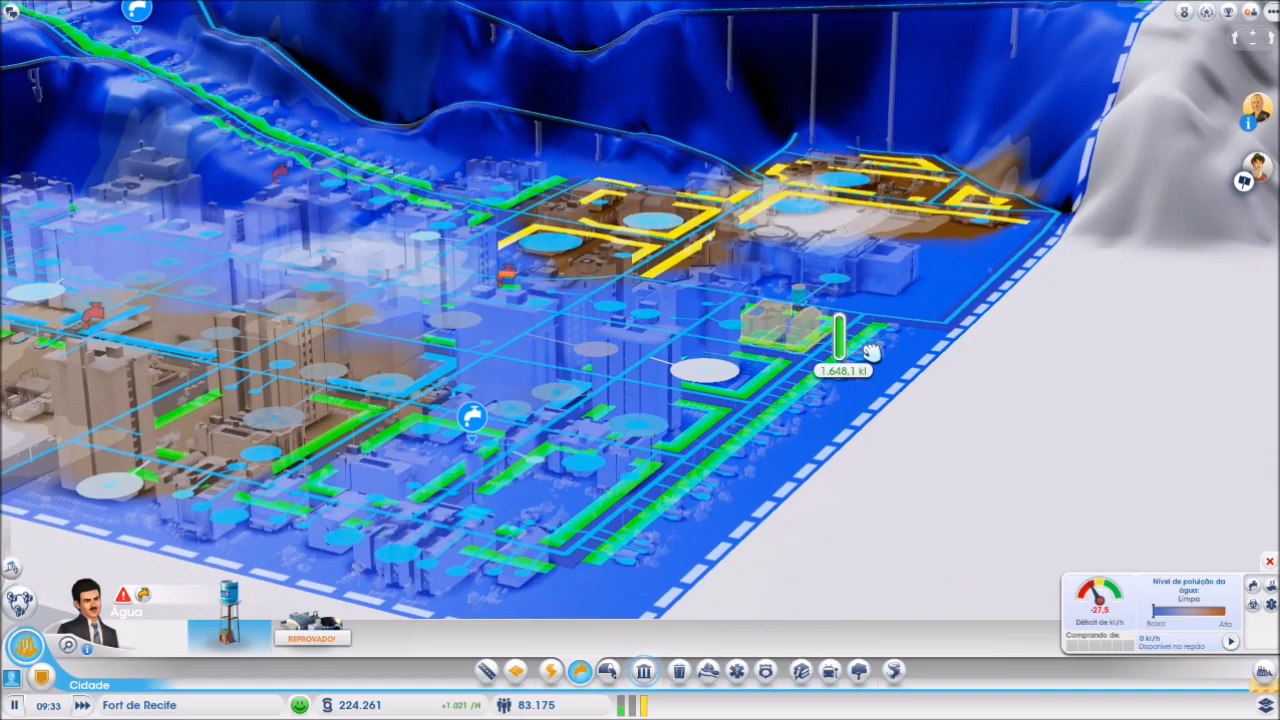 1.648,1 kl
Água
REPROVADO!
Nível de poluição da
água:
Limpa
Baixa
Alta
-27,5
Déficit de kl/h
Comprando de:
0 kl/h
Disponível na região
Cidade
09:33
Fort de Recife
224.261
+1.021 /H
83.175